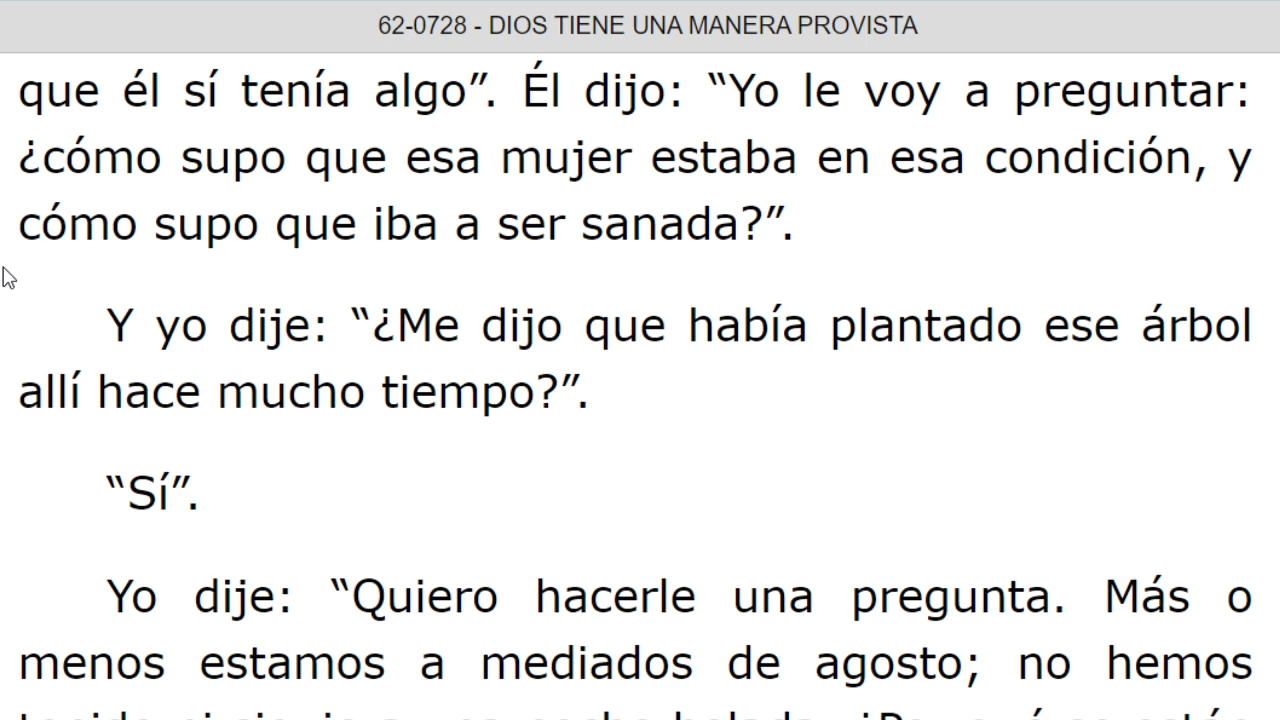 62-0728 - DIOS TIENE UNA MANERA PROVISTA
que él sí tenía algo”. Él dijo: “Yo le voy a preguntar:
¿cómo supo que esa mujer estaba en esa condición, y
cómo supo que iba a ser sanada?”.
Y yo dije: “¿Me dijo que había plantado ese árbol
allí hace mucho tiempo?”.
“Sí”.
Yo dije: “Quiero hacerle una pregunta. Más o
menos estamos a mediados de agosto; no hemos